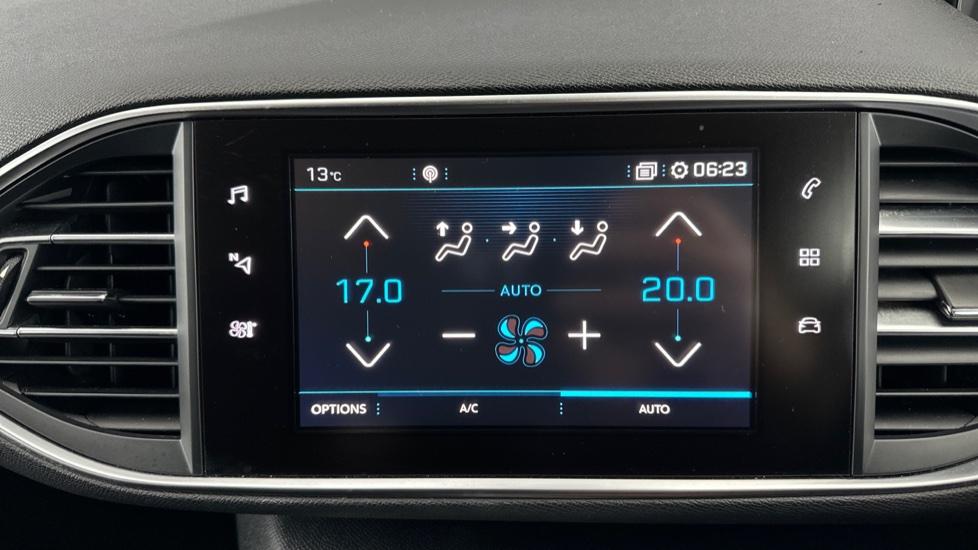 13°C 06:23
N
17.0 AUTO 20.0
OPTIONS A/C AUTO